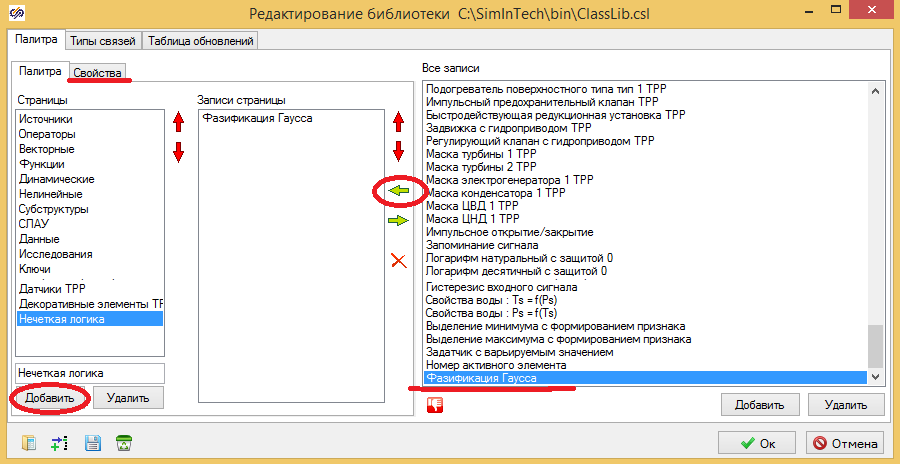 Редактирование библиотеки C:\SimInTech\bin\ClassLib.csl
Палитра
Типы связей
Таблица обновлений
Палитра
Свойства
Страницы
Источники
Операторы
Векторные
Функции
Динамические
Нелинейные
Субструктуры
СЛАУ
Данные
Исследования
Ключи
Датчики ТРР
Декоративные элементы ТР
Нечеткая логика
Нечеткая логика
Добавить
Удалить
Записи страницы
Фазификация Гаусса
Все записи
Подогреватель поверхностного типа тип 1 ТРР
Импульсный предохранительный клапан ТРР
Быстродействующая редукционная установка ТРР
Задвижка с гидроприводом ТРР
Регулирующий клапан с гидроприводом ТРР
Маска турбины 1 ТРР
Маска турбины 2 ТРР
Маска электрогенератора 1 ТРР
Маска конденсатора 1 ТРР
Маска ЦВД 1 ТРР
Маска ЦНД 1 ТРР
Импульсное открытие/закрытие
Запоминание сигнала
Логарифм натуральный с защитой 0
Логарифм десятичный с защитой 0
Гистерезис входного сигнала
Свойства воды : Ts = f(Ps)
Свойства воды : Ps = f(Ts)
Выделение минимума с формированием признака
Выделение максимума с формированием признака
Задатчик с варьируемым значением
Номер активного элемента
Фазификация Гаусса
Добавить
Удалить
Ок
Отмена